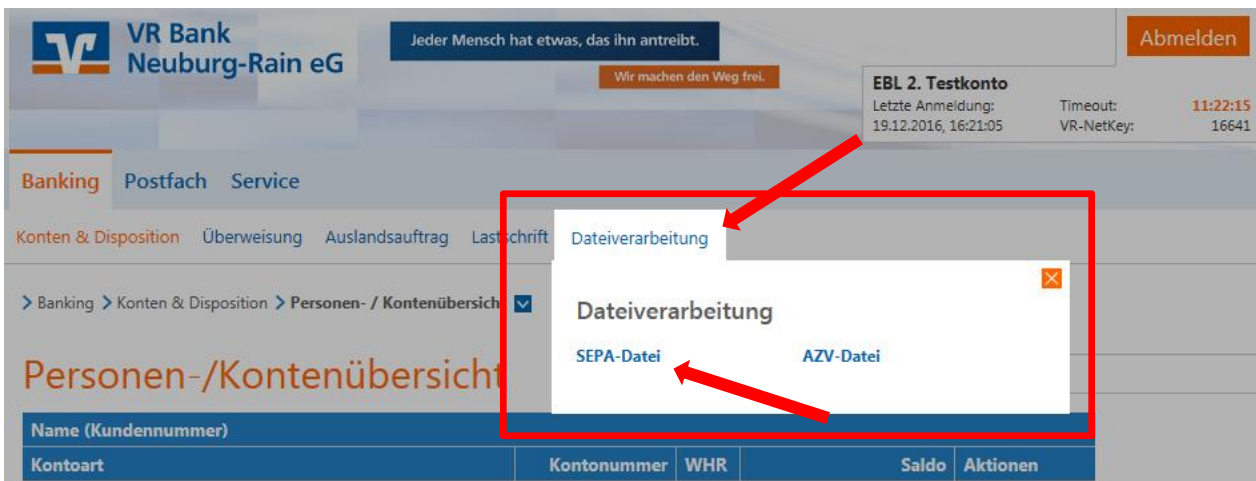 VR Bank
Neuburg-Rain eG
Jeder Mensch hat etwas, das ihn antreibt.
Wir machen den Weg frei.
Abmelden
EBL 2. Testkonto
Letzte Anmeldung: Timeout: 11:22:15
19.12.2016, 16:21:05 VR-NetKey: 16641
Banking Postfach Service
Konten & Disposition Überweisung Auslandsauftrag Lastschrift Dateiverarbeitung
Banking Konten & Disposition Personen- / Kontenübersich
Dateiverarbeitung
SEPA-Datei AZV-Datei
Personen-/Kontenübersicht
Name (Kundennummer)
Kontoart Kontonummer WHR Saldo Aktionen